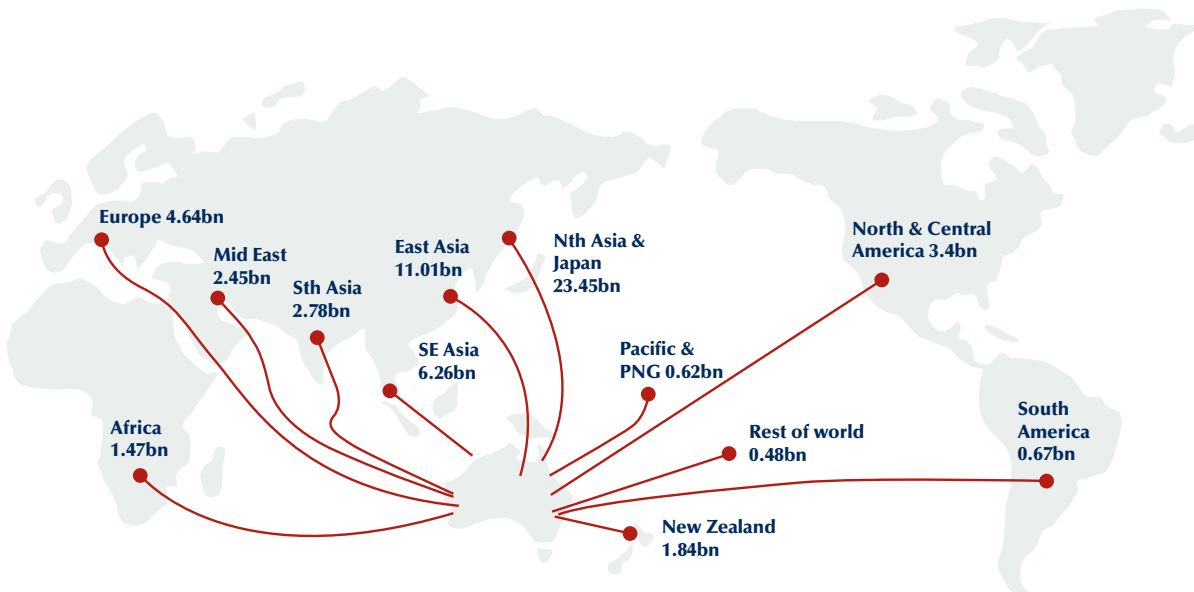 Europe 4.64bn
Mid East
2.45bn
Sth Asia
2.78bn
East Asia
11.01bn
Nth Asia &
Japan
23.45bn
North & Central
America 3.4bn
SE Asia
6.26bn
Pacific &
PNG 0.62bn
Africa
1.47bn
Rest of world
0.48bn
South
America
0.67bn
New Zealand
1.84bn